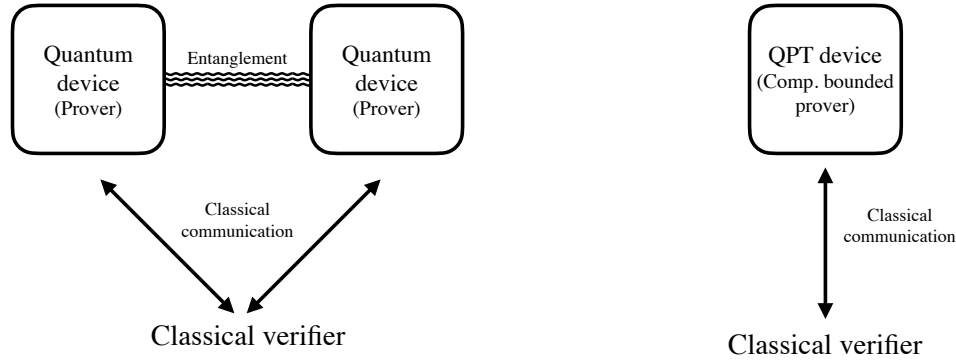 Quantum
device
(Prover)
Entanglement
Quantum
device
(Prover)
Classical
communication
Classical verifier
QPT device
(Comp. bounded
prover)
Classical
communication
Classical verifier